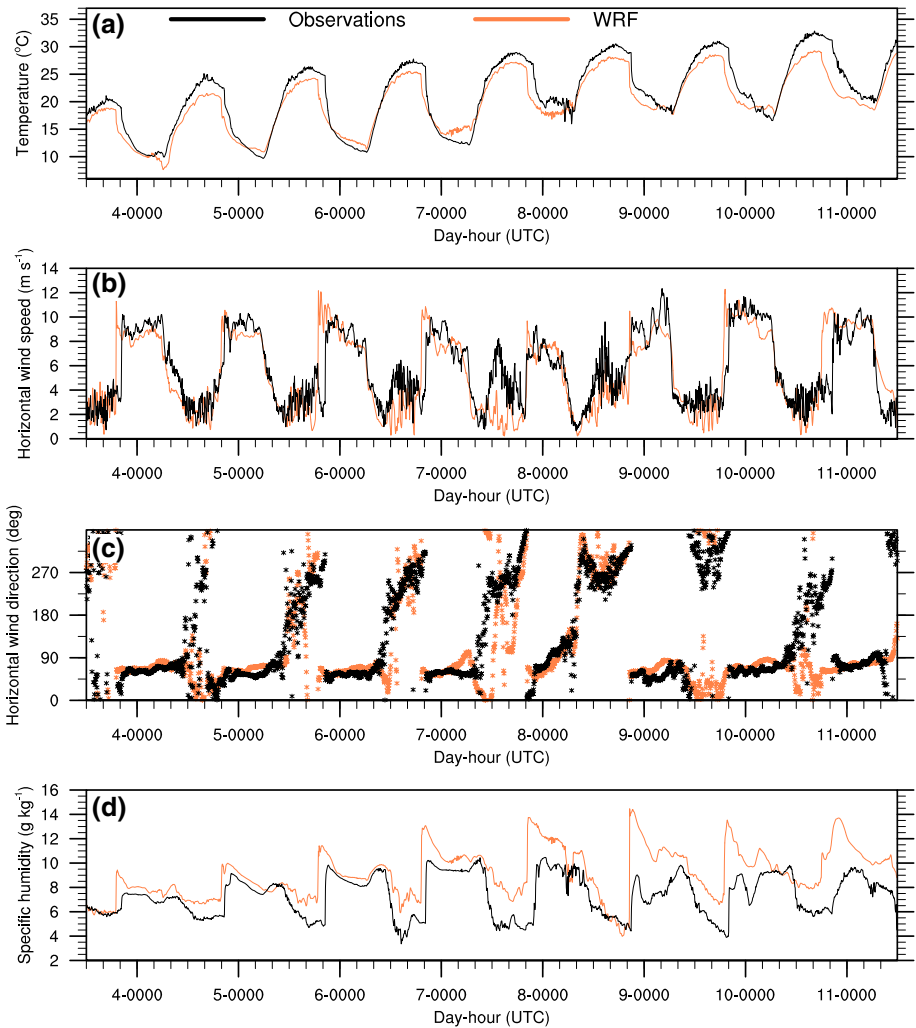 (a) Observations WRF
Temperature (°C)
35
30
25
20
15
10
4-0000 5-0000 6-0000 7-0000 8-0000 9-0000 10-0000 11-0000
Day-hour (UTC)
(b)
Horizontal wind speed (m s⁻¹)
14
12
10
8
6
4
2
0
4-0000 5-0000 6-0000 7-0000 8-0000 9-0000 10-0000 11-0000
Day-hour (UTC)
(c)
Horizontal wind direction (deg)
270
180
90
0
4-0000 5-0000 6-0000 7-0000 8-0000 9-0000 10-0000 11-0000
Day-hour (UTC)
(d)
Specific humidity (g kg⁻¹)
16
14
12
10
8
6
4
2
4-0000 5-0000 6-0000 7-0000 8-0000 9-0000 10-0000 11-0000
Day-hour (UTC)